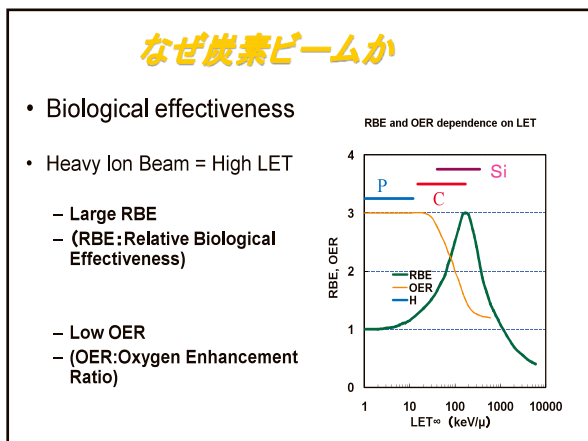 なぜ炭素ビームか
• Biological effectiveness
• Heavy Ion Beam = High LET
– Large RBE
– (RBE:Relative Biological
Effectiveness)
– Low OER
– (OER:Oxygen Enhancement
Ratio)
RBE and OER dependence on LET
4
Si
P
C
3
RBE, OER
2
RBE
OER
H
1
0
1 10 100 1000 10000
LET∞ (keV/μ)